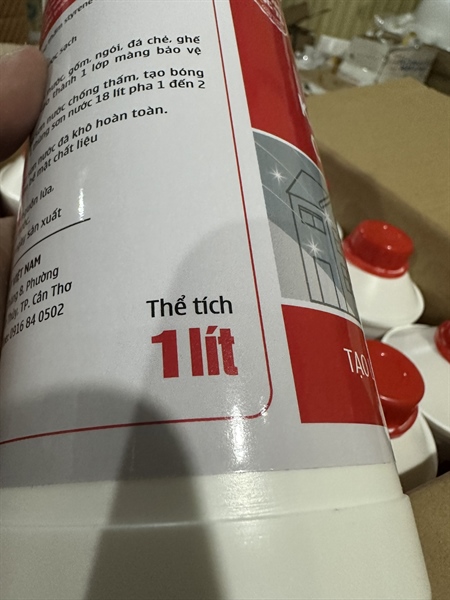 styrene
sạch
nước, gốm, ngói, đá chẻ, ghế
thành 1 lớp màng bảo vệ
nước chống thấm, tạo bóng
sơn nước 18 lít pha 1 đến 2
nước đã khô hoàn toàn.
bề mặt chất liệu
lửa.
Sản xuất
VIỆT NAM
B. Phường
TP. Cần Thơ
0916 84 0502
Thể tích
1 lít
TẠO